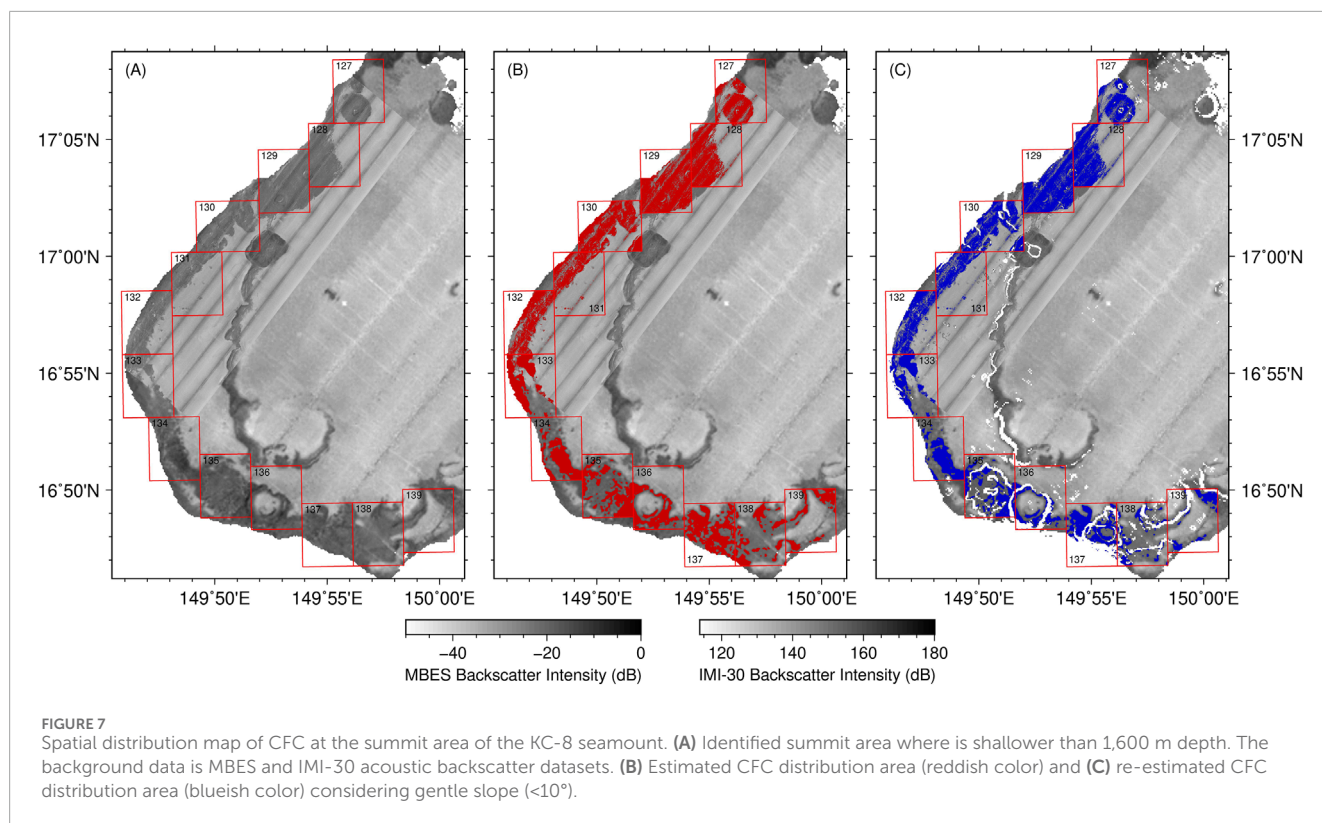 (A)
127
128
129
130
131
132
133
134
135
136
137
138
139
17°05'N
17°00'N
16°55'N
16°50'N
149°50'E
149°55'E
150°00'E
(B)
127
128
129
130
131
132
133
134
135
136
137
138
139
149°50'E
149°55'E
150°00'E
(C)
127
128
129
130
131
132
133
134
135
136
137
138
139
17°05'N
17°00'N
16°55'N
16°50'N
149°50'E
149°55'E
150°00'E
−40 −20 0
MBES Backscatter Intensity (dB)
120 140 160 180
IMI-30 Backscatter Intensity (dB)
FIGURE 7
Spatial distribution map of CFC at the summit area of the KC-8 seamount. (A) Identified summit area where is shallower than 1,600 m depth. The
background data is MBES and IMI-30 acoustic backscatter datasets. (B) Estimated CFC distribution area (reddish color) and (C) re-estimated CFC
distribution area (blueish color) considering gentle slope (<10°).